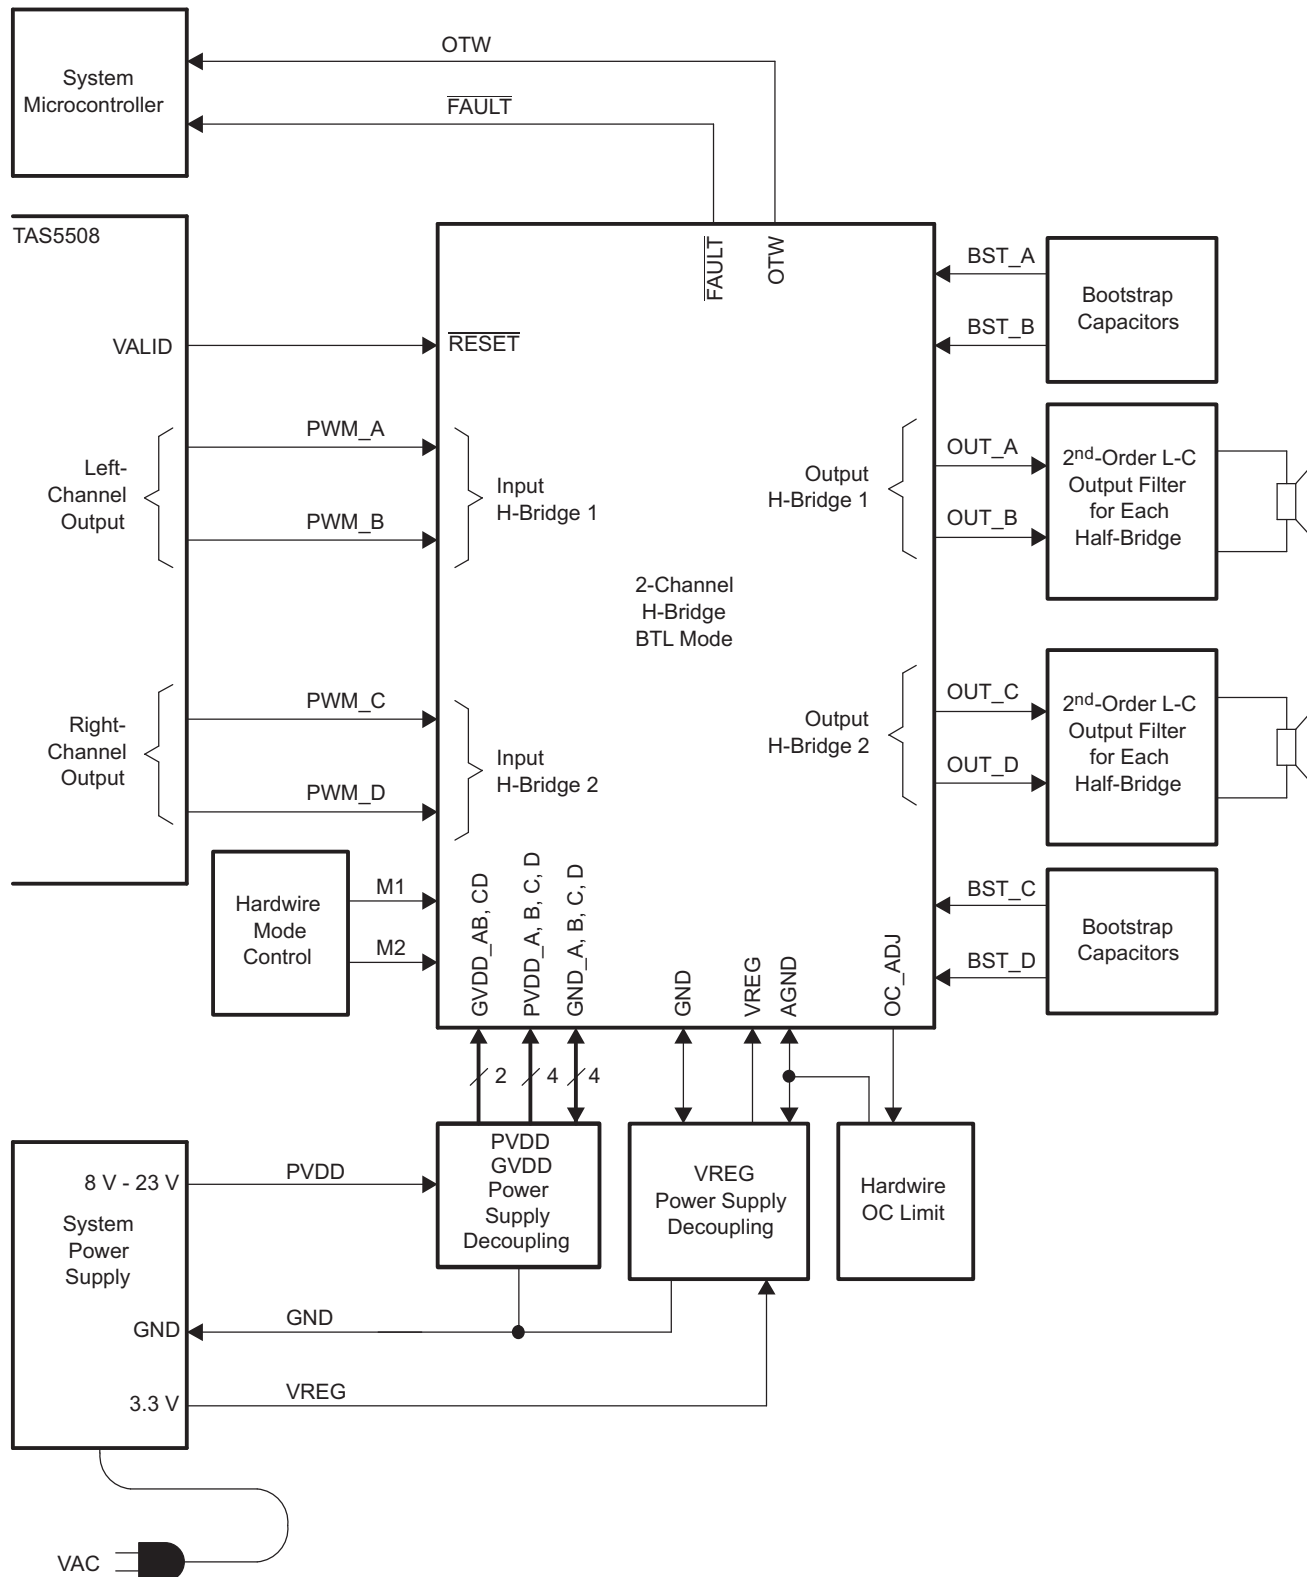 OTW
System
Microcontroller
FAULT
TAS5508
FAULT
OTW
BST_A
Bootstrap
Capacitors
BST_B
VALID
RESET
PWM_A
Left-
Channel
Output
PWM_B
Input
H-Bridge 1
Output
H-Bridge 1
OUT_A
OUT_B
2nd-Order L-C
Output Filter
for Each
Half-Bridge
2-Channel
H-Bridge
BTL Mode
PWM_C
Right-
Channel
Output
PWM_D
Input
H-Bridge 2
Output
H-Bridge 2
OUT_C
OUT_D
2nd-Order L-C
Output Filter
for Each
Half-Bridge
Hardwire
Mode
Control
M1
M2
GVDD_AB, CD
PVDD_A, B, C, D
GND_A, B, C, D
GND
VREG
AGND
OC_ADJ
BST_C
BST_D
Bootstrap
Capacitors
2
4
4
8 V - 23 V
System
Power
Supply
GND
3.3 V
PVDD
PVDD
GVDD
Power
Supply
Decoupling
VREG
Power Supply
Decoupling
Hardwire
OC Limit
GND
VREG
VAC